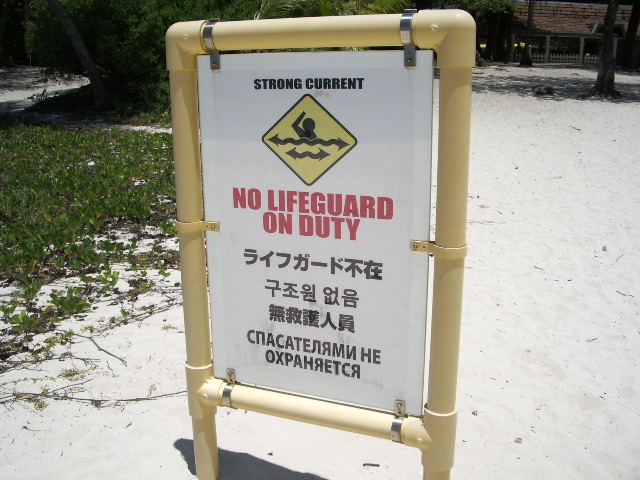 STRONG CURRENT
NO LIFEGUARD
ON DUTY
ライフガード不在
구조원 없음
無救護人員
СПАСАТЕЛЯМИ НЕ
ОХРАНЯЕТСЯ